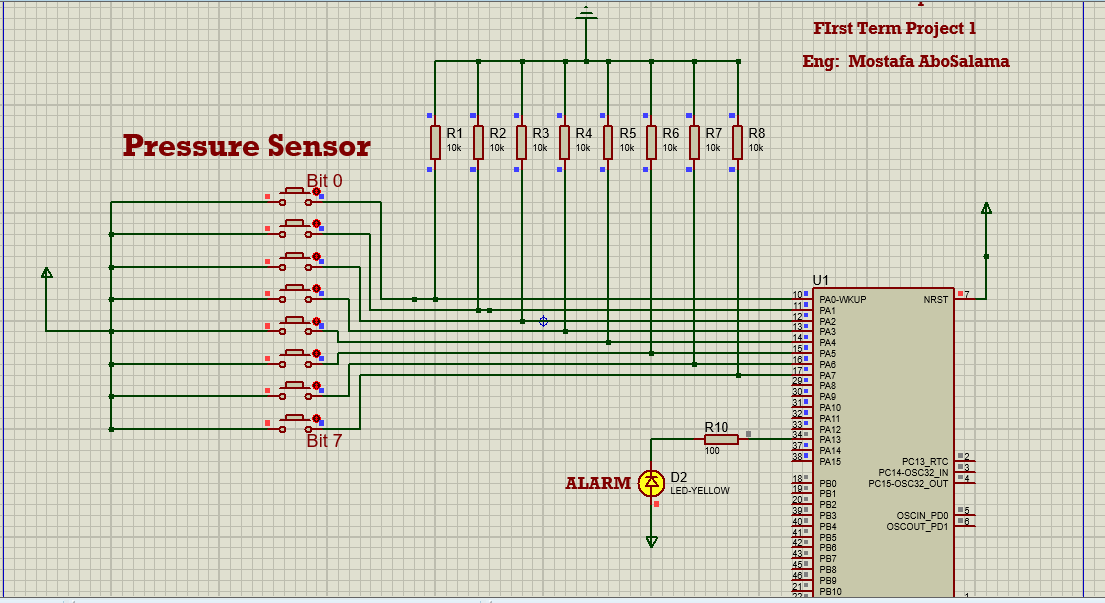 FIrst Term Project 1
Eng: Mostafa AboSalama
Pressure Sensor
Bit 0
Bit 7
R1
10k
R2
10k
R3
10k
R4
10k
R5
10k
R6
10k
R7
10k
R8
10k
U1
10 PA0-WKUP NRST 7
11 PA1
12 PA2
13 PA3
14 PA4
15 PA5
16 PA6
17 PA7
29 PA8
30 PA9
31 PA10
32 PA11
33 PA12
34 PA13
37 PA14
38 PA15
PC13_RTC 2
PC14-OSC32_IN 3
PC15-OSC32_OUT 4
18 PB0
19 PB1
20 PB2
39 PB3 OSCIN_PD0 5
40 PB4 OSCOUT_PD1 6
41 PB5
42 PB6
43 PB7
45 PB8
46 PB9
21 PB10
R10
100
ALARM
D2
LED-YELLOW